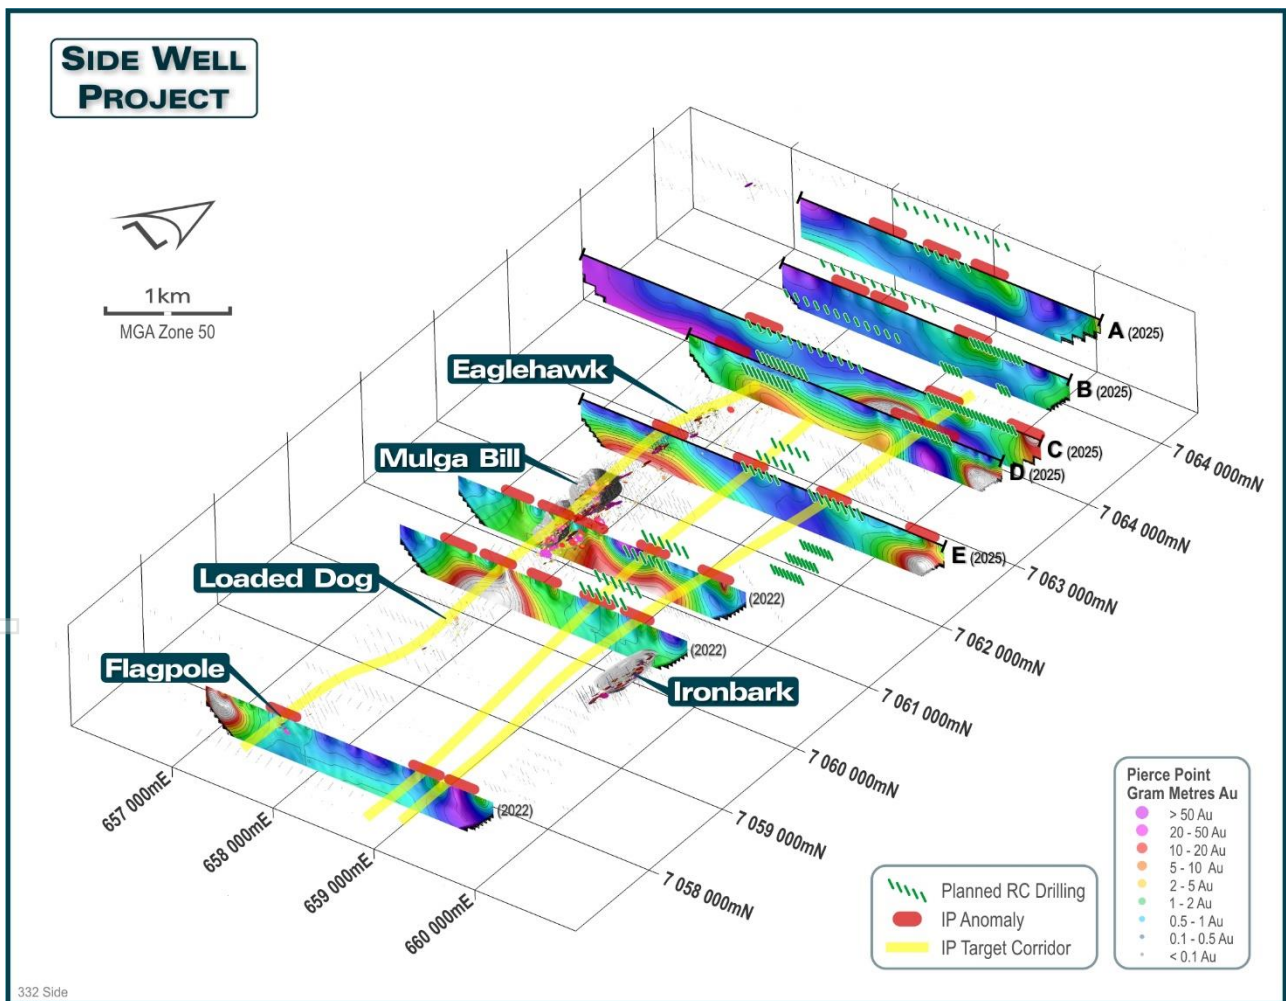 SIDE WELL
PROJECT
1km
MGA Zone 50
Eaglehawk
Mulga Bill
Loaded Dog
Flagpole
Ironbark
A (2025)
B (2025)
C (2025)
D (2025)
E (2025)
(2022)
(2022)
(2022)
7 064 000mN
7 064 000mN
7 063 000mN
7 062 000mN
7 061 000mN
7 060 000mN
7 059 000mN
7 058 000mN
657 000mE
658 000mE
659 000mE
660 000mE
Planned RC Drilling
IP Anomaly
IP Target Corridor
Pierce Point
Gram Metres Au
> 50 Au
20 - 50 Au
10 - 20 Au
5 - 10 Au
2 - 5 Au
1 - 2 Au
0.5 - 1 Au
0.1 - 0.5 Au
< 0.1 Au
332 Side